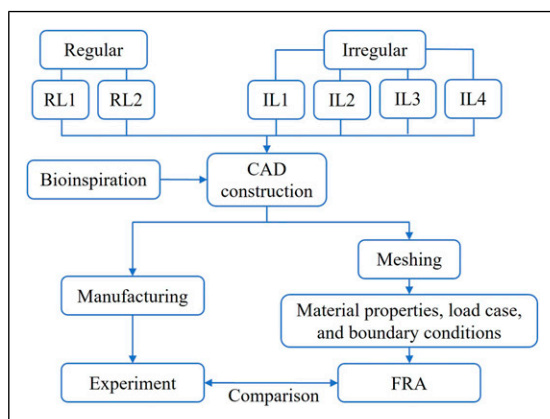 Regular
Irregular
RL1
RL2
IL1
IL2
IL3
IL4
Bioinspiration
CAD
construction
Meshing
Manufacturing
Material properties, load case,
and boundary conditions
Experiment
Comparison
FRA